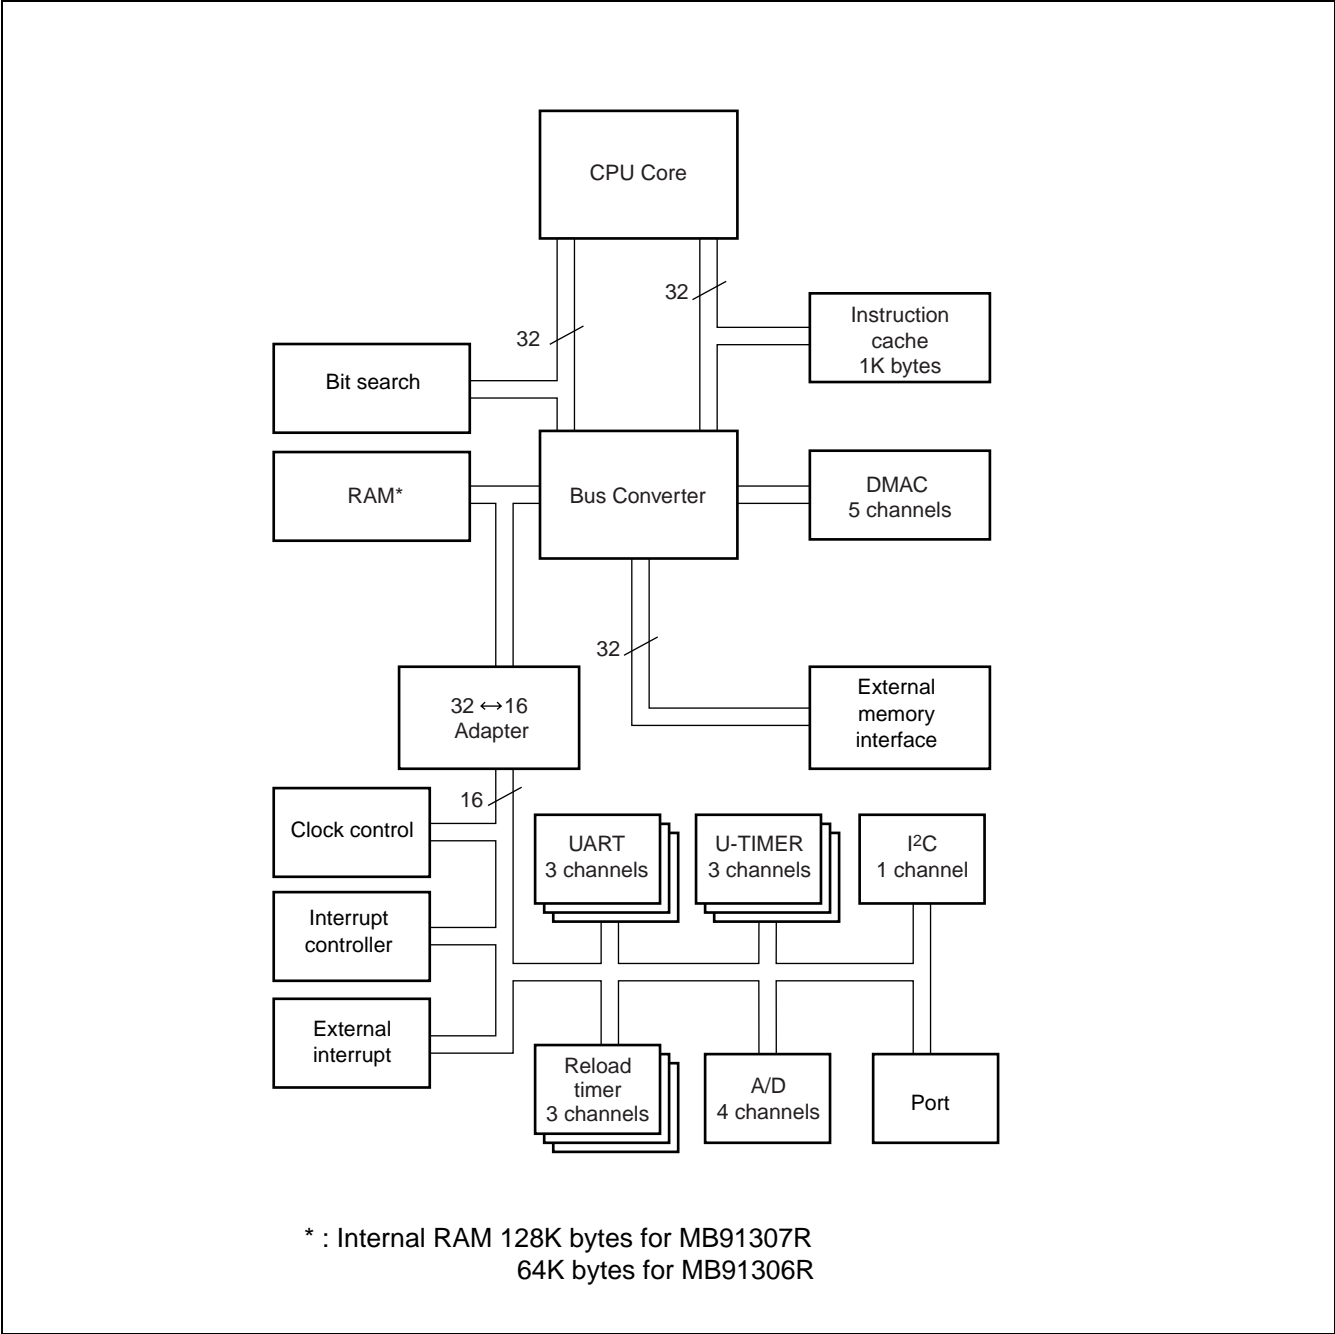 CPU Core
32
32
Instruction
cache
1K bytes
Bit search
RAM*
Bus Converter
DMAC
5 channels
32
32 ↔16
Adapter
External
memory
interface
16
Clock control
UART
3 channels
U-TIMER
3 channels
I²C
1 channel
Interrupt
controller
External
interrupt
Reload
timer
3 channels
A/D
4 channels
Port
* : Internal RAM 128K bytes for MB91307R
64K bytes for MB91306R